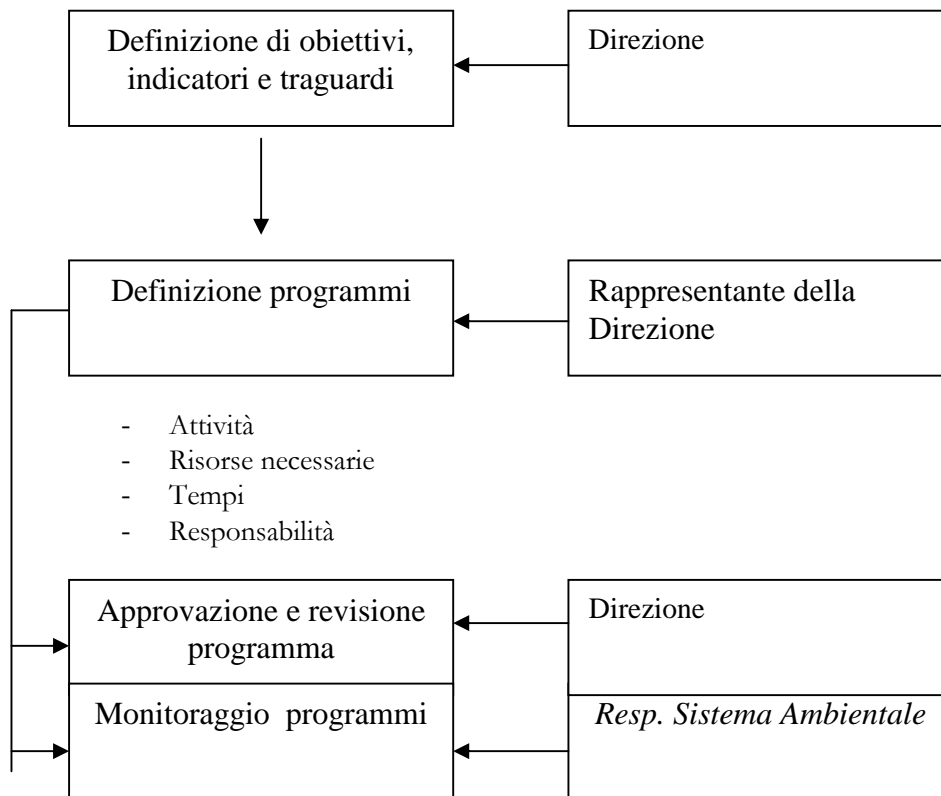 Definizione di obiettivi,
indicatori e traguardi
Direzione
Definizione programmi
Rappresentante della
Direzione
- Attività
- Risorse necessarie
- Tempi
- Responsabilità
Approvazione e revisione
programma
Direzione
Monitoraggio programmi
Resp. Sistema Ambientale